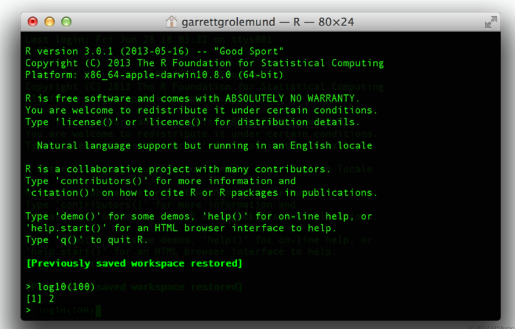 garrettgrolemund — R — 80×24
R version 3.0.1 (2013-05-16) -- "Good Sport"
Copyright (C) 2013 The R Foundation for Statistical Computing
Platform: x86_64-apple-darwin10.8.0 (64-bit)
R is free software and comes with ABSOLUTELY NO WARRANTY.
You are welcome to redistribute it under certain conditions.
Type 'license()' or 'licence()' for distribution details.
Natural language support but running in an English locale
R is a collaborative project with many contributors.
Type 'contributors()' for more information and
'citation()' on how to cite R or R packages in publications.
Type 'demo()' for some demos, 'help()' for on-line help, or
'help.start()' for an HTML browser interface to help.
Type 'q()' to quit R.
[Previously saved workspace restored]
> log10(100)
[1] 2
>